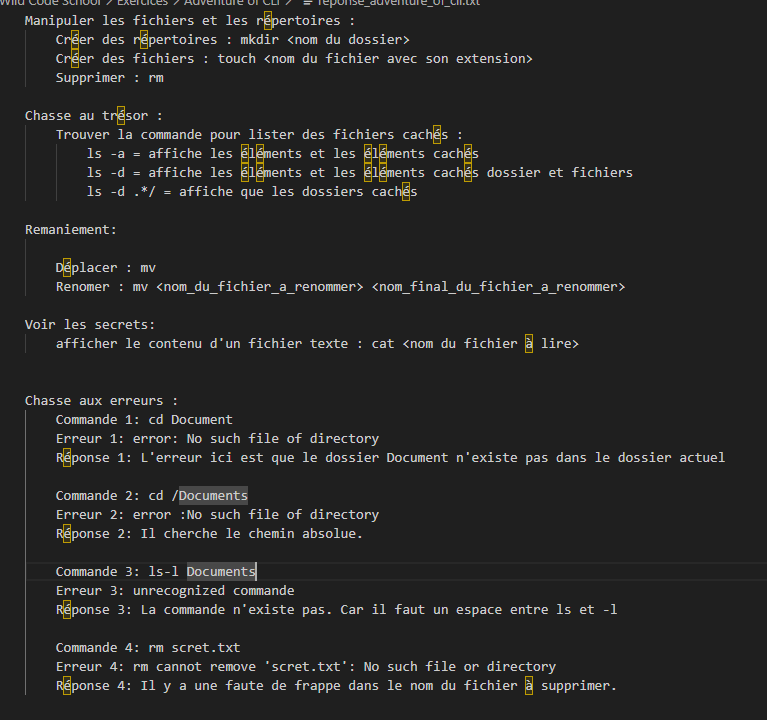 Wild Code School > Exercices > Adventure of CLI > reponse_adventure_of_cli.txt
Manipuler les fichiers et les répertoires :
Créer des répertoires : mkdir <nom du dossier>
Créer des fichiers : touch <nom du fichier avec son extension>
Supprimer : rm
Chasse au trésor :
Trouver la commande pour lister des fichiers cachés :
ls -a = affiche les éléments et les éléments cachés
ls -d = affiche les éléments et les éléments cachés dossier et fichiers
ls -d .*/ = affiche que les dossiers cachés
Remaniement:
Déplacer : mv
Renomer : mv <nom_du_fichier_a_renommer> <nom_final_du_fichier_a_renommer>
Voir les secrets:
afficher le contenu d'un fichier texte : cat <nom du fichier à lire>
Chasse aux erreurs :
Commande 1: cd Document
Erreur 1: error: No such file of directory
Réponse 1: L'erreur ici est que le dossier Document n'existe pas dans le dossier actuel
Commande 2: cd /Documents
Erreur 2: error :No such file of directory
Réponse 2: Il cherche le chemin absolue.
Commande 3: ls-l Documents
Erreur 3: unrecognized commande
Réponse 3: La commande n'existe pas. Car il faut un espace entre ls et -l
Commande 4: rm scret.txt
Erreur 4: rm cannot remove 'scret.txt': No such file or directory
Réponse 4: Il y a une faute de frappe dans le nom du fichier à supprimer.